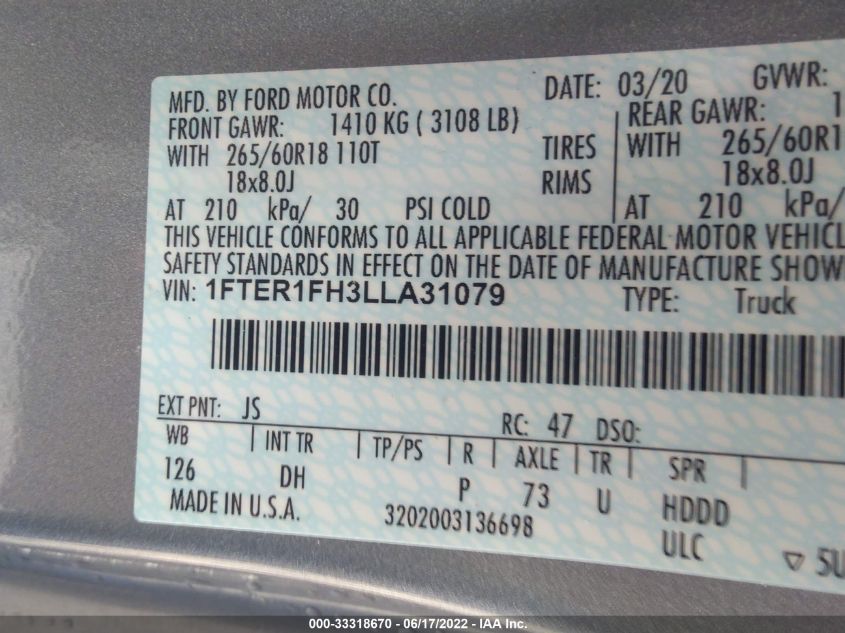 MFD. BY FORD MOTOR CO. DATE: 03/20 GVWR:
FRONT GAWR: 1410 KG ( 3108 LB) REAR GAWR: 1
WITH 265/60R18 110T TIRES WITH 265/60R1
18x8.0J RIMS 18x8.0J
AT 210 kPa/ 30 PSI COLD AT 210 kPa/
THIS VEHICLE CONFORMS TO ALL APPLICABLE FEDERAL MOTOR VEHICL
SAFETY STANDARDS IN EFFECT ON THE DATE OF MANUFACTURE SHOW
VIN: 1FTER1FH3LLA31079 TYPE: Truck
EXT PNT: JS RC: 47 DSO:
WB INT TR TP/PS R AXLE TR SPR
126 DH P 73 U HDDD
MADE IN U.S.A. 3202003136698 ULC
5U
000-33318670 - 06/17/2022 - IAA Inc.